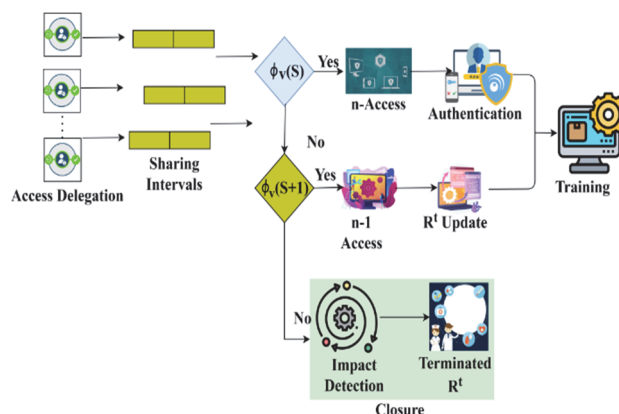 ϕv(S)
Yes
n-Access
Authentication
No
Access Delegation
Sharing
Intervals
ϕv(S+1)
Yes
n-1
Access
Rᵗ Update
Training
No
Impact
Detection
Terminated
Rᵗ
Closure